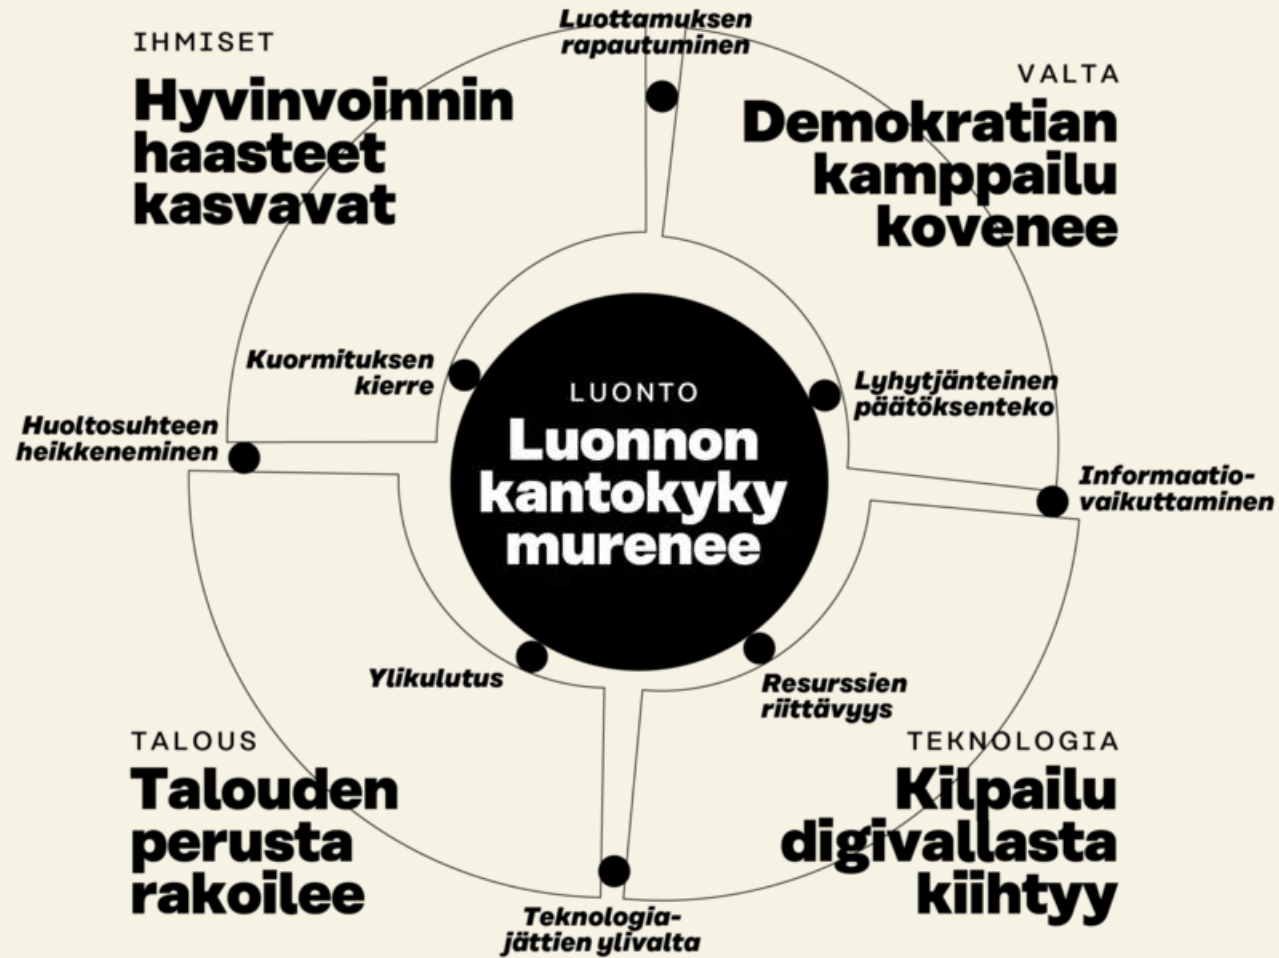 Luottamuksen
rapautuminen
IHMISET
Hyvinvoinnin
haasteet
kasvavat
VALTA
Demokratian
kamppailu
kovenee
Kuormituksen
kierre
Lyhytjänteinen
päätöksenteko
Huoltosuhteen
heikkeneminen
LUONTO
Luonnon
kantokyky
murenee
Informaatio-
vaikuttaminen
Ylikulutus
Resurssien
riittävyys
TALOUS
Talouden
perusta
rakoilee
TEKNOLOGIA
Kilpailu
digivallasta
kiihtyy
Teknologia-
jättien ylivalta